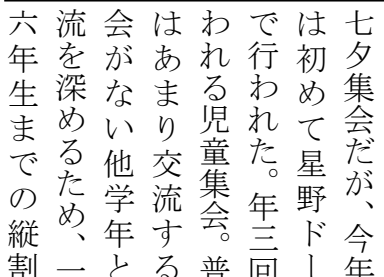 七夕集会だが、今年
は初めて星野ドー
で行われた。年三回
われる児童集会。普
はあまり交流する
会がない他学年と
流を深めるため、一
六年生までの縦割